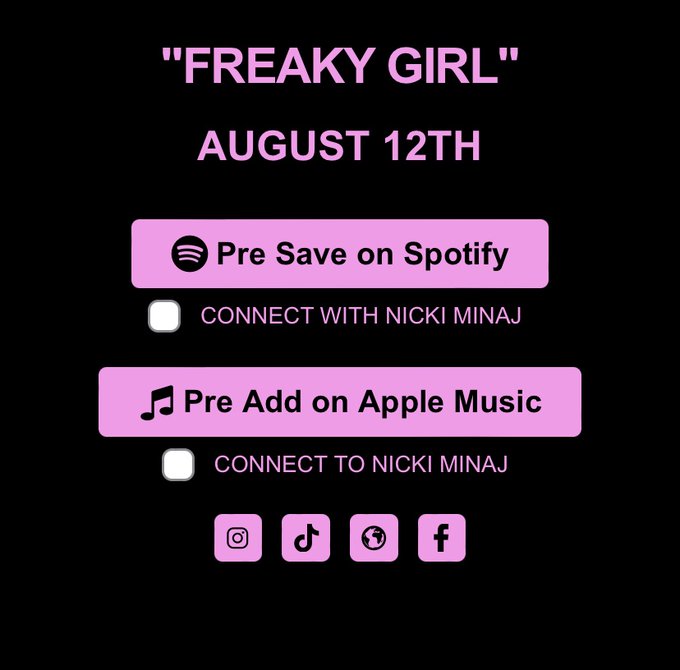 "FREAKY GIRL"
AUGUST 12TH
Pre Save on Spotify
CONNECT WITH NICKI MINAJ
Pre Add on Apple Music
CONNECT TO NICKI MINAJ